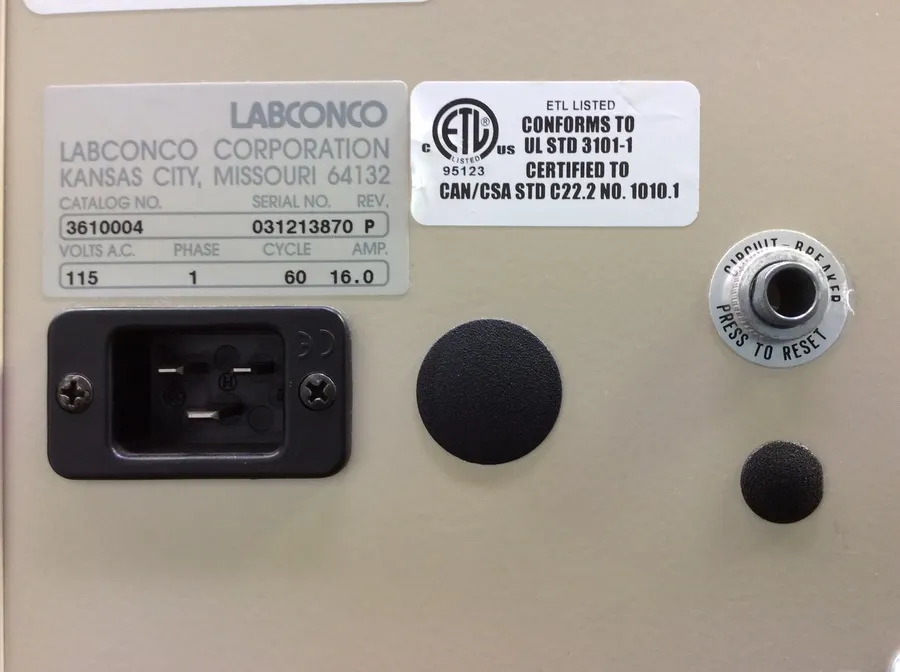 LABCONCO
LABCONCO CORPORATION
KANSAS CITY, MISSOURI 64132
CATALOG NO. SERIAL NO. REV.
3610004 031213870 P
VOLTS A.C. PHASE CYCLE AMP.
115 1 60 16.0
ETL LISTED
CONFORMS TO
UL STD 3101-1
CERTIFIED TO
CAN/CSA STD C22.2 NO. 1010.1
C ETL ® US
LISTED
95123
CIRCUIT-BREAKER
PRESS TO RESET